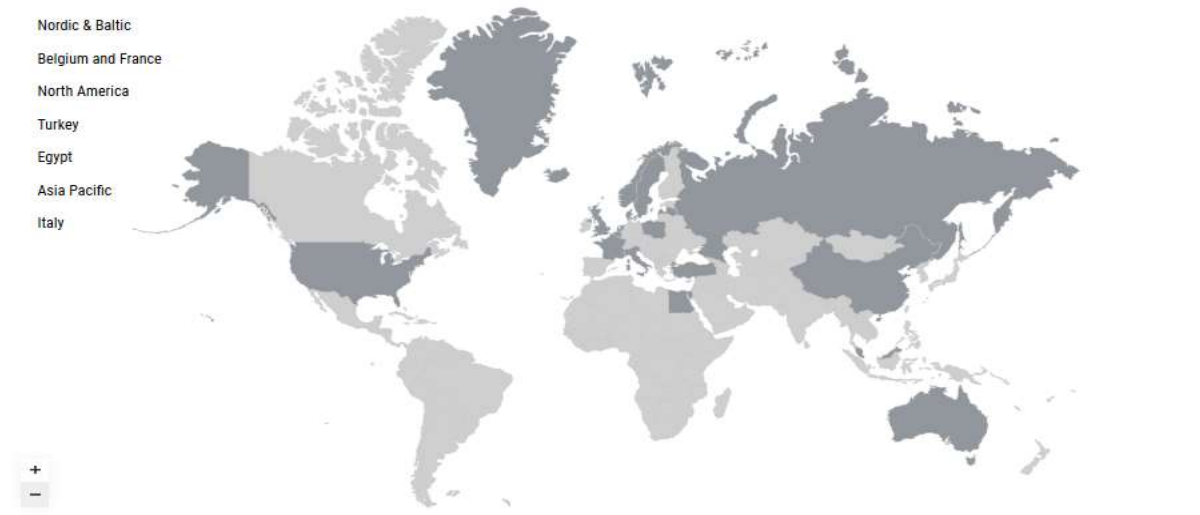 Nordic & Baltic
Belgium and France
North America
Turkey
Egypt
Asia Pacific
Italy
+
−